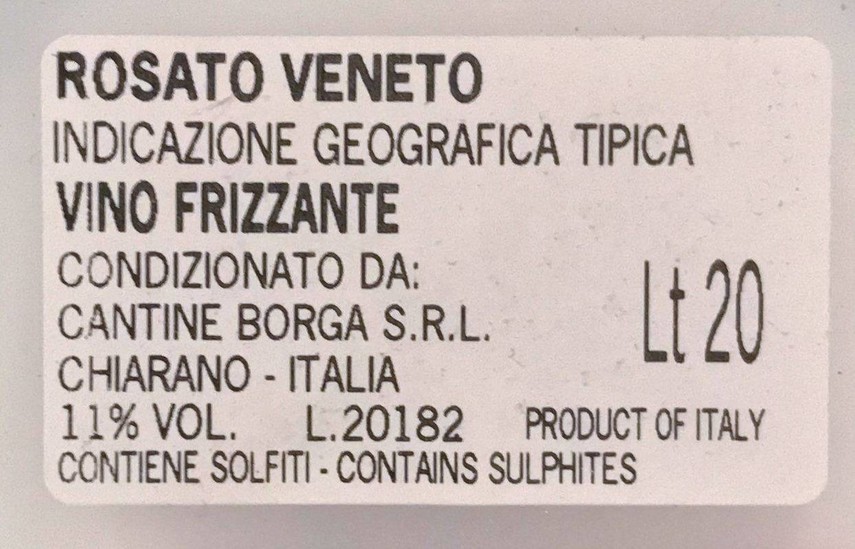 ROSATO VENETO
INDICAZIONE GEOGRAFICA TIPICA
VINO FRIZZANTE
CONDIZIONATO DA:
CANTINE BORGA S.R.L.
Lt 20
CHIARANO - ITALIA
11% VOL. L.20182 PRODUCT OF ITALY
CONTIENE SOLFITI - CONTAINS SULPHITES